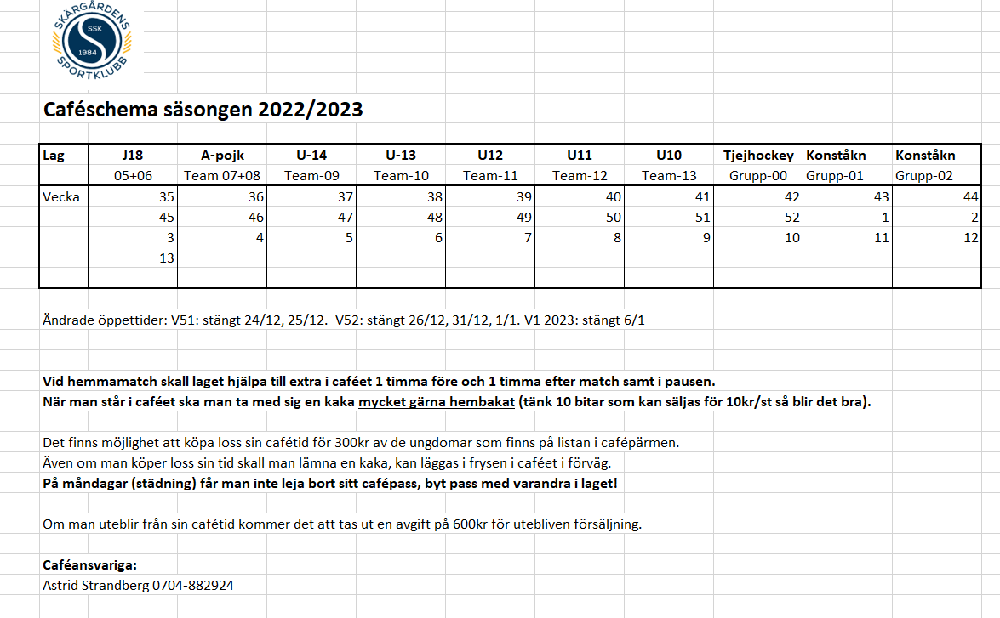 SKÄRGÅRDENS
SSK
1984
SPORTKLUBB
Caféschema säsongen 2022/2023
Lag J18 A-pojk U-14 U-13 U12 U11 U10 Tjejhockey Konståkn Konståkn
05+06 Team 07+08 Team-09 Team-10 Team-11 Team-12 Team-13 Grupp-00 Grupp-01 Grupp-02
Vecka 35 36 37 38 39 40 41 42 43 44
45 46 47 48 49 50 51 52 1 2
3 4 5 6 7 8 9 10 11 12
13
Ändrade öppettider: V51: stängt 24/12, 25/12. V52: stängt 26/12, 31/12, 1/1. V1 2023: stängt 6/1
Vid hemmamatch skall laget hjälpa till extra i caféet 1 timma före och 1 timma efter match samt i pausen.
När man står i caféet ska man ta med sig en kaka mycket gärna hembakat (tänk 10 bitar som kan säljas för 10kr/st så blir det bra).
Det finns möjlighet att köpa loss sin cafétid för 300kr av de ungdomar som finns på listan i cafépärmen.
Även om man köper loss sin tid skall man lämna en kaka, kan läggas i frysen i caféet i förväg.
På måndagar (städning) får man inte leja bort sitt cafépass, byt pass med varandra i laget!
Om man uteblir från sin cafétid kommer det att tas ut en avgift på 600kr för utebliven försäljning.
Caféansvariga:
Astrid Strandberg 0704-882924